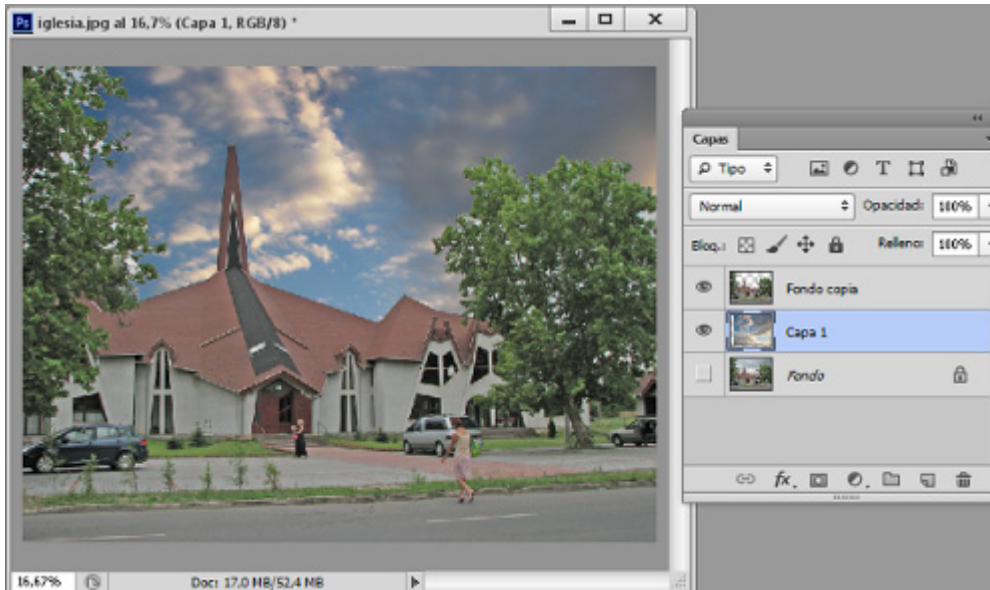 Ps iglesia.jpg al 16,7% (Capa 1, RGB/8) *
Capas
Tipo
Normal
Opacidad: 100%
Bloq.: Relleno: 100%
Fondo copia
Capa 1
Fondo
fx.
16,67%
Doc: 17,0 MB/52,4 MB